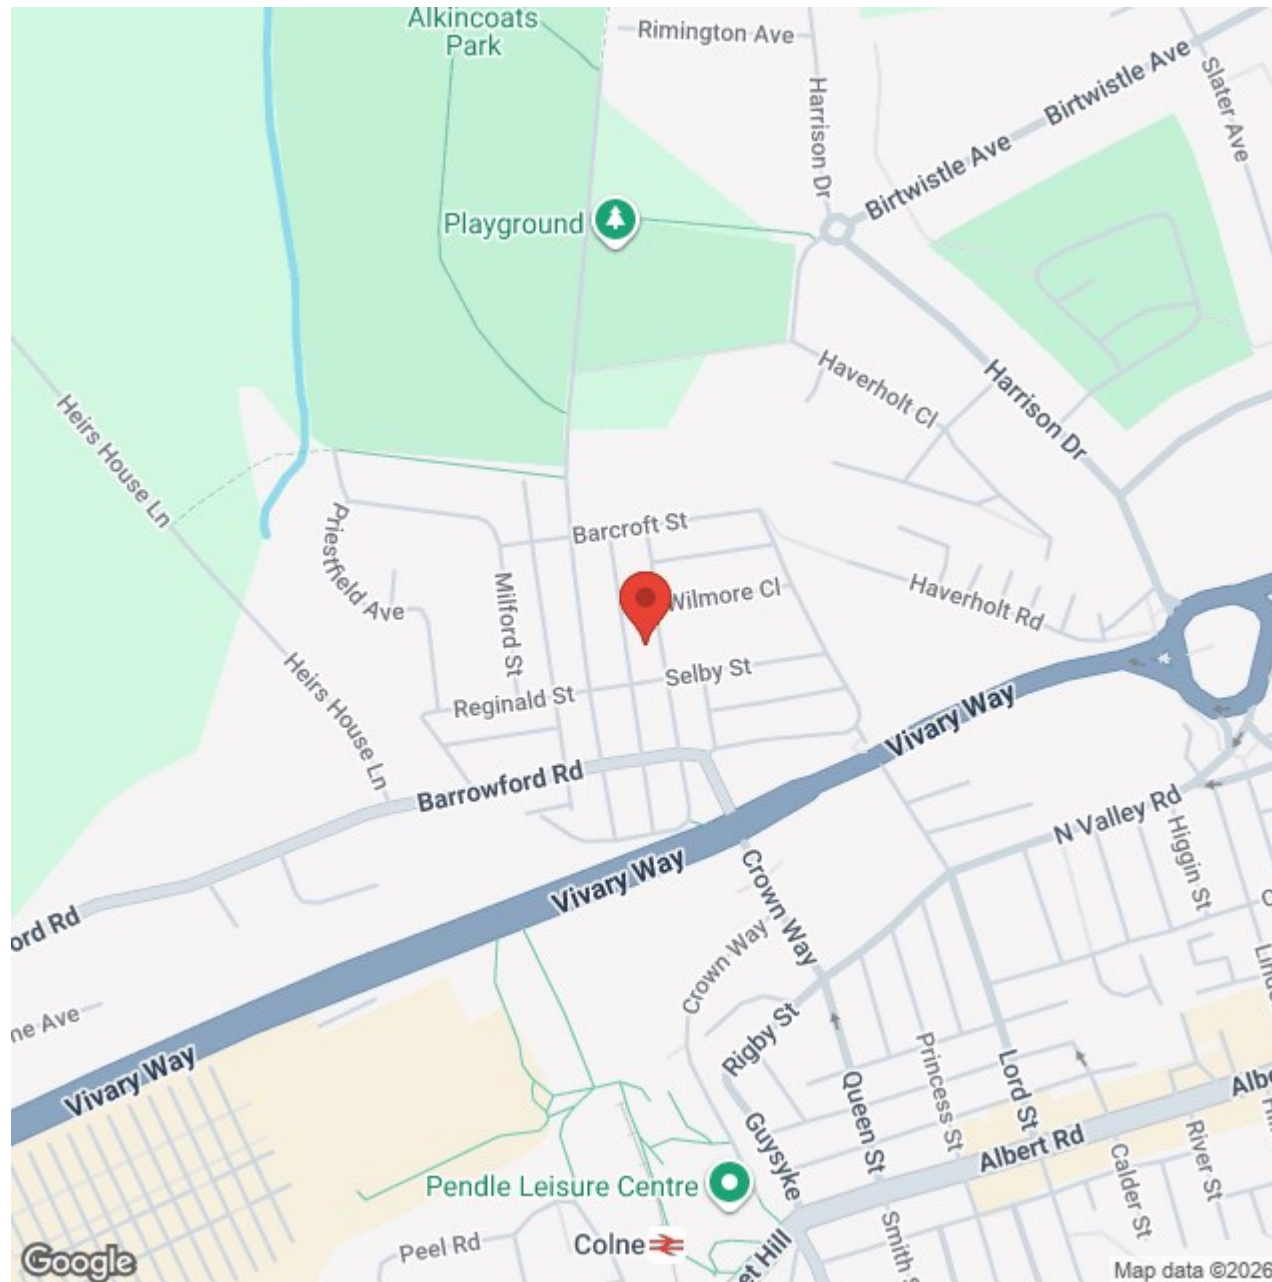 Alkincoats
Park
Rimington Ave
Harrison Dr
Birtwistle Ave
Birtwistle Ave
Slater Ave
Playground
Haverholt Cl
Harrison Dr
Heirs House Ln
Priestfield Ave
Barcroft St
Milford St
Wilmore Cl
Haverholt Rd
Selby St
Reginald St
Heirs House Ln
Vivary Way
Barrowford Rd
N Valley Rd
Higgin St
Vivary Way
Crown Way
ord Rd
Crown Way
ne Ave
Rigby St
Vivary Way
Queen St
Princess St
Lord St
Albert Rd
Guysyke
Calder St
River St
Pendle Leisure Centre
Colne
Peel Rd
et Hill
Smith S
Google
Map data ©2026